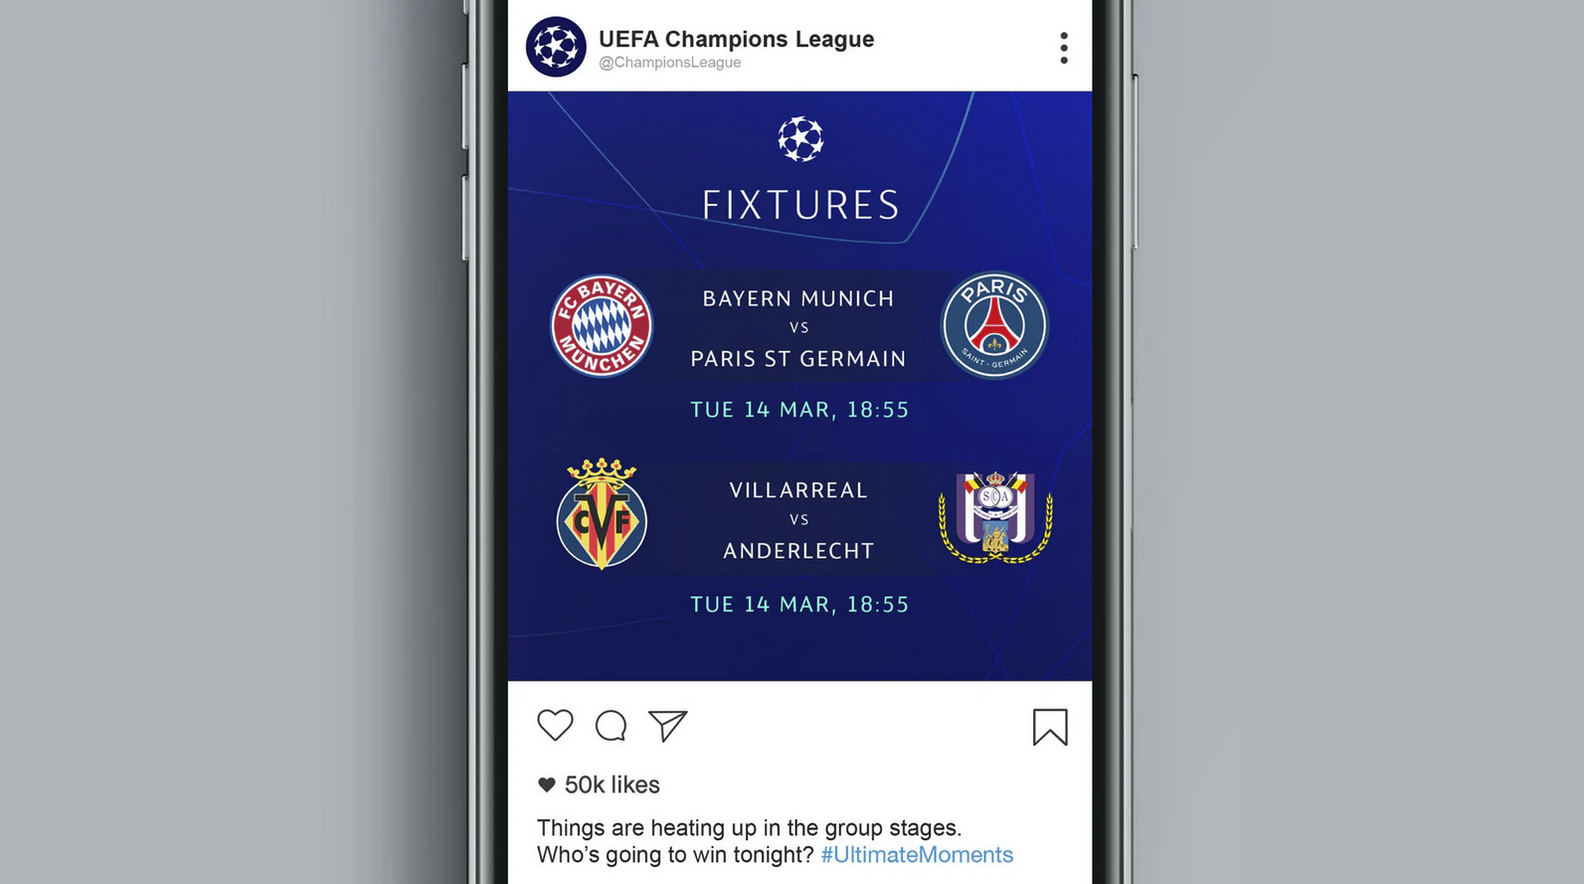 UEFA Champions League
@ChampionsLeague
FIXTURES
FC BAYERN
MÜNCHEN
BAYERN MUNICH
VS
PARIS ST GERMAIN
PARIS
SAINT-GERMAIN
TUE 14 MAR, 18:55
CVF
VILLARREAL
VS
ANDERLECHT
SCA
TUE 14 MAR, 18:55
50k likes
Things are heating up in the group stages.
Who's going to win tonight? #UltimateMoments